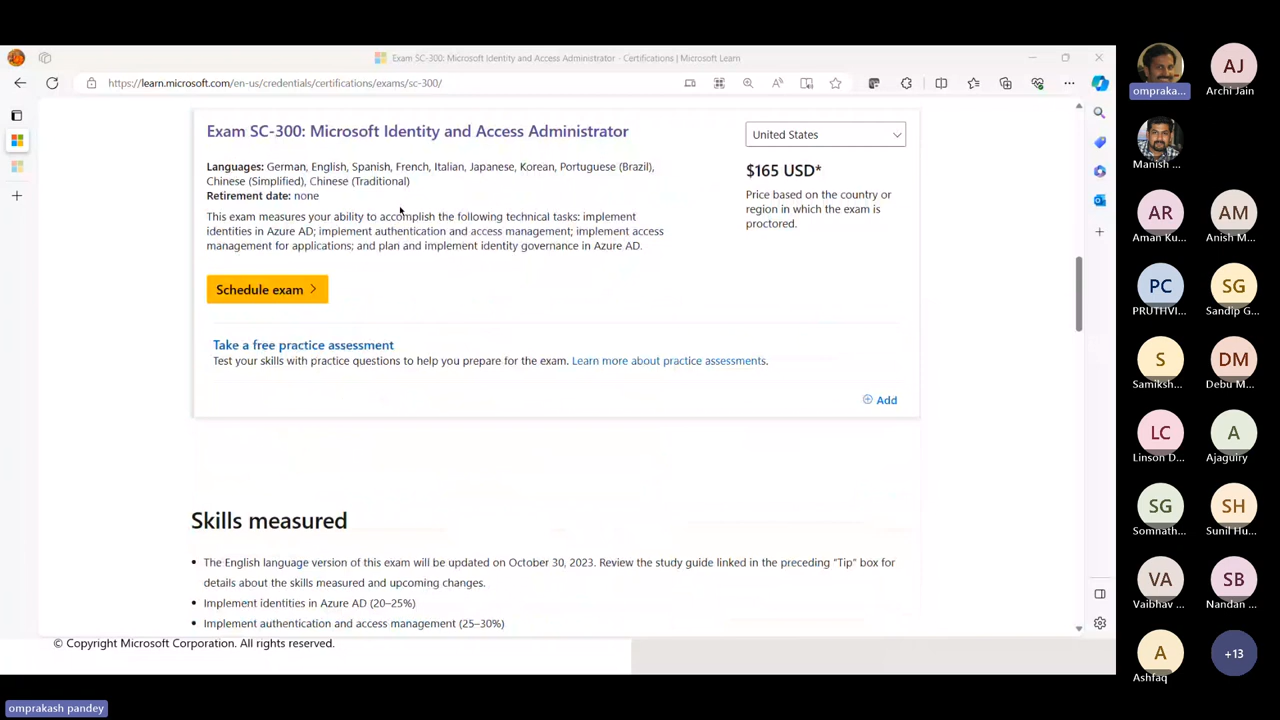 Exam SC-300: Microsoft Identity and Access Administrator - Certifications | Microsoft Learn
https://learn.microsoft.com/en-us/credentials/certifications/exams/sc-300/
Exam SC-300: Microsoft Identity and Access Administrator
Languages: German, English, Spanish, French, Italian, Japanese, Korean, Portuguese (Brazil),
Chinese (Simplified), Chinese (Traditional)
Retirement date: none
This exam measures your ability to accomplish the following technical tasks: implement
identities in Azure AD; implement authentication and access management; implement access
management for applications; and plan and implement identity governance in Azure AD.
Schedule exam
United States
$165 USD*
Price based on the country or
region in which the exam is
proctored.
Take a free practice assessment
Test your skills with practice questions to help you prepare for the exam. Learn more about practice assessments.
Add
Skills measured
• The English language version of this exam will be updated on October 30, 2023. Review the study guide linked in the preceding “Tip” box for
details about the skills measured and upcoming changes.
• Implement identities in Azure AD (20–25%)
• Implement authentication and access management (25–30%)
© Copyright Microsoft Corporation. All rights reserved.
omprakash pandey
ompraka...
AJ
Archi Jain
Manish ...
AR
Aman Ku...
AM
Anish M...
PC
PRUTHVI...
SG
Sandip G...
S
Samiksh...
DM
Debu M...
LC
Linson D...
A
Ajaguiry
SG
Somnath...
SH
Sunil Hu...
VA
Vaibhav ...
SB
Nandan ...
A
Ashfaq
+13